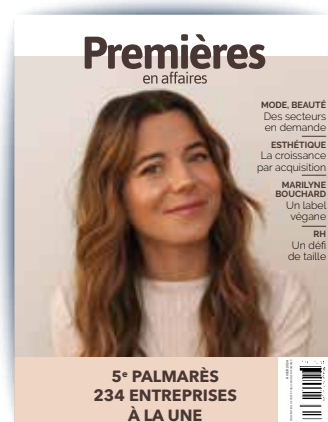 Premières
en affaires
MODE, BEAUTÉ
Des secteurs
en demande
ESTHÉTIQUE
La croissance
par acquisition
MARILYNE
BOUCHARD
Un label
végane
RH
Un défi
de taille
5e PALMARÈS
234 ENTREPRISES
À LA UNE